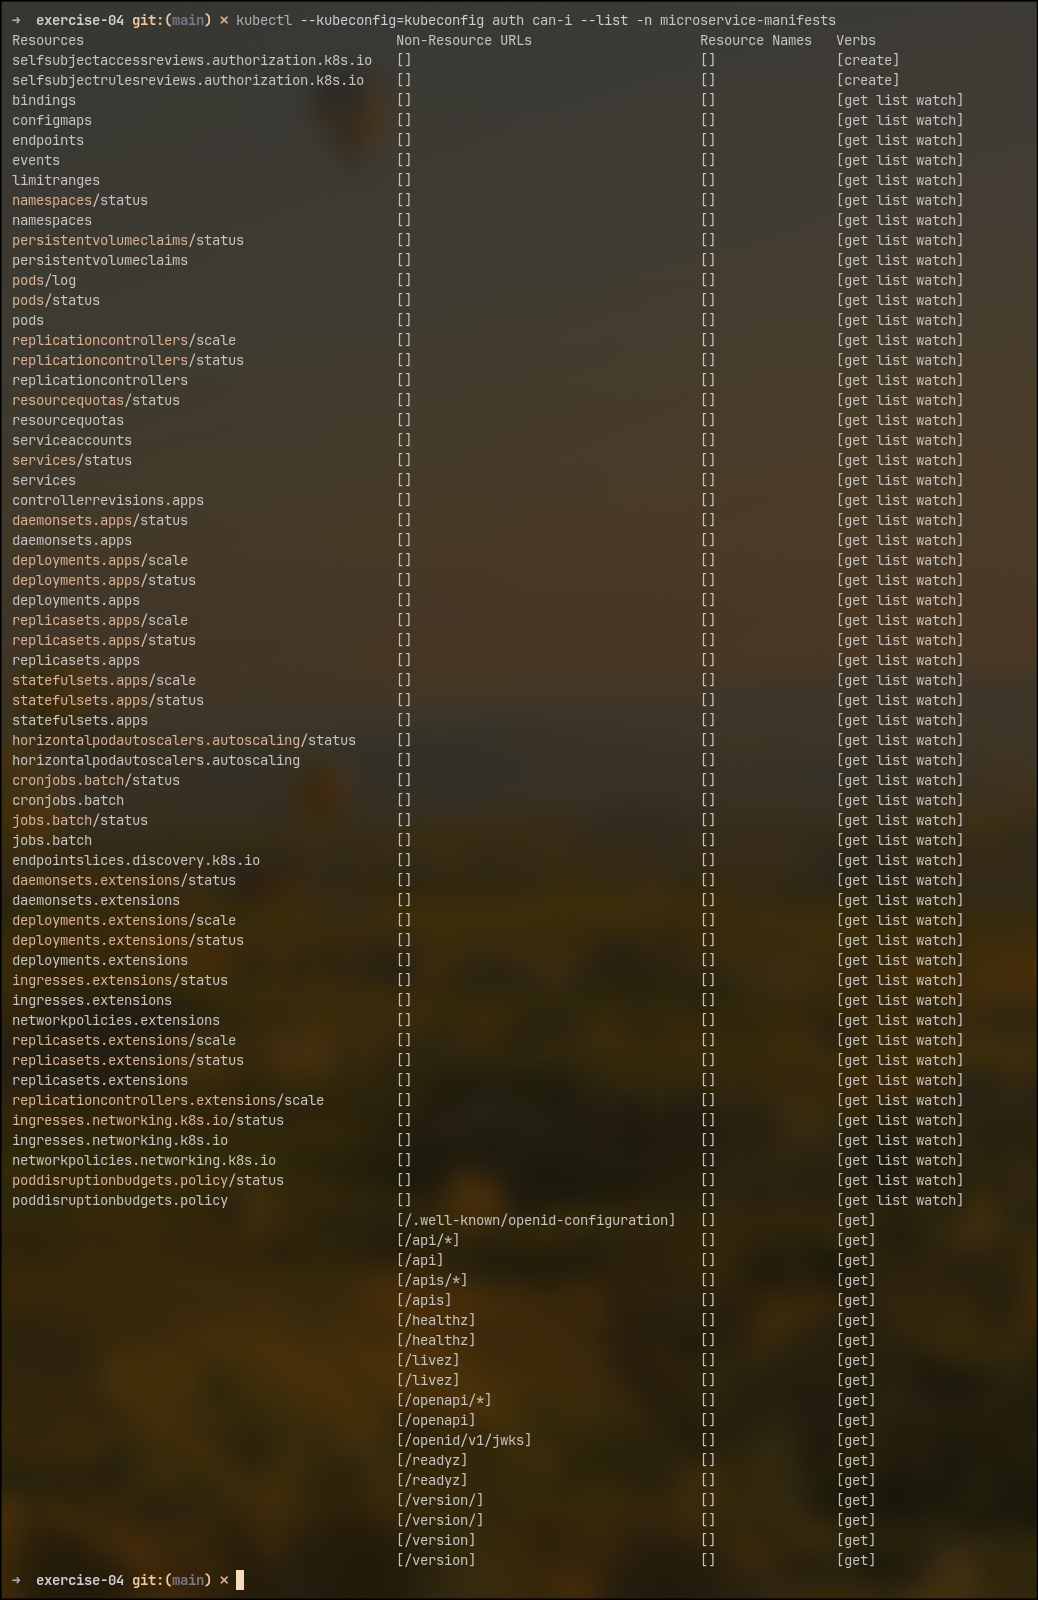 ➜  exercise-04 git:(main) ✗ kubectl --kubeconfig=kubeconfig auth can-i --list -n microservice-manifests
Resources Non-Resource URLs Resource Names Verbs
selfsubjectaccessreviews.authorization.k8s.io [] [] [create]
selfsubjectrulesreviews.authorization.k8s.io [] [] [create]
bindings [] [] [get list watch]
configmaps [] [] [get list watch]
endpoints [] [] [get list watch]
events [] [] [get list watch]
limitranges [] [] [get list watch]
namespaces/status [] [] [get list watch]
namespaces [] [] [get list watch]
persistentvolumeclaims/status [] [] [get list watch]
persistentvolumeclaims [] [] [get list watch]
pods/log [] [] [get list watch]
pods/status [] [] [get list watch]
pods [] [] [get list watch]
replicationcontrollers/scale [] [] [get list watch]
replicationcontrollers/status [] [] [get list watch]
replicationcontrollers [] [] [get list watch]
resourcequotas/status [] [] [get list watch]
resourcequotas [] [] [get list watch]
serviceaccounts [] [] [get list watch]
services/status [] [] [get list watch]
services [] [] [get list watch]
controllerrevisions.apps [] [] [get list watch]
daemonsets.apps/status [] [] [get list watch]
daemonsets.apps [] [] [get list watch]
deployments.apps/scale [] [] [get list watch]
deployments.apps/status [] [] [get list watch]
deployments.apps [] [] [get list watch]
replicasets.apps/scale [] [] [get list watch]
replicasets.apps/status [] [] [get list watch]
replicasets.apps [] [] [get list watch]
statefulsets.apps/scale [] [] [get list watch]
statefulsets.apps/status [] [] [get list watch]
statefulsets.apps [] [] [get list watch]
horizontalpodautoscalers.autoscaling/status [] [] [get list watch]
horizontalpodautoscalers.autoscaling [] [] [get list watch]
cronjobs.batch/status [] [] [get list watch]
cronjobs.batch [] [] [get list watch]
jobs.batch/status [] [] [get list watch]
jobs.batch [] [] [get list watch]
endpointslices.discovery.k8s.io [] [] [get list watch]
daemonsets.extensions/status [] [] [get list watch]
daemonsets.extensions [] [] [get list watch]
deployments.extensions/scale [] [] [get list watch]
deployments.extensions/status [] [] [get list watch]
deployments.extensions [] [] [get list watch]
ingresses.extensions/status [] [] [get list watch]
ingresses.extensions [] [] [get list watch]
networkpolicies.extensions [] [] [get list watch]
replicasets.extensions/scale [] [] [get list watch]
replicasets.extensions/status [] [] [get list watch]
replicasets.extensions [] [] [get list watch]
replicationcontrollers.extensions/scale [] [] [get list watch]
ingresses.networking.k8s.io/status [] [] [get list watch]
ingresses.networking.k8s.io [] [] [get list watch]
networkpolicies.networking.k8s.io [] [] [get list watch]
poddisruptionbudgets.policy/status [] [] [get list watch]
poddisruptionbudgets.policy [] [] [get list watch]
[/.well-known/openid-configuration] [] [get]
[/api/*] [] [get]
[/api] [] [get]
[/apis/*] [] [get]
[/apis] [] [get]
[/healthz] [] [get]
[/healthz] [] [get]
[/livez] [] [get]
[/livez] [] [get]
[/openapi/*] [] [get]
[/openapi] [] [get]
[/openid/v1/jwks] [] [get]
[/readyz] [] [get]
[/readyz] [] [get]
[/version/] [] [get]
[/version/] [] [get]
[/version] [] [get]
[/version] [] [get]
➜  exercise-04 git:(main) ✗